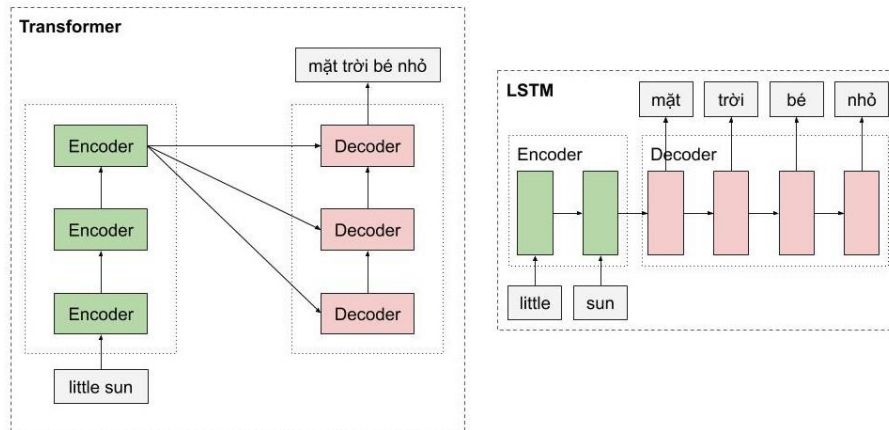 Transformer
mặt trời bé nhỏ
Encoder
Decoder
Encoder
Decoder
Encoder
Decoder
little sun
LSTM
mặt
trời
bé
nhỏ
Encoder
Decoder
little
sun